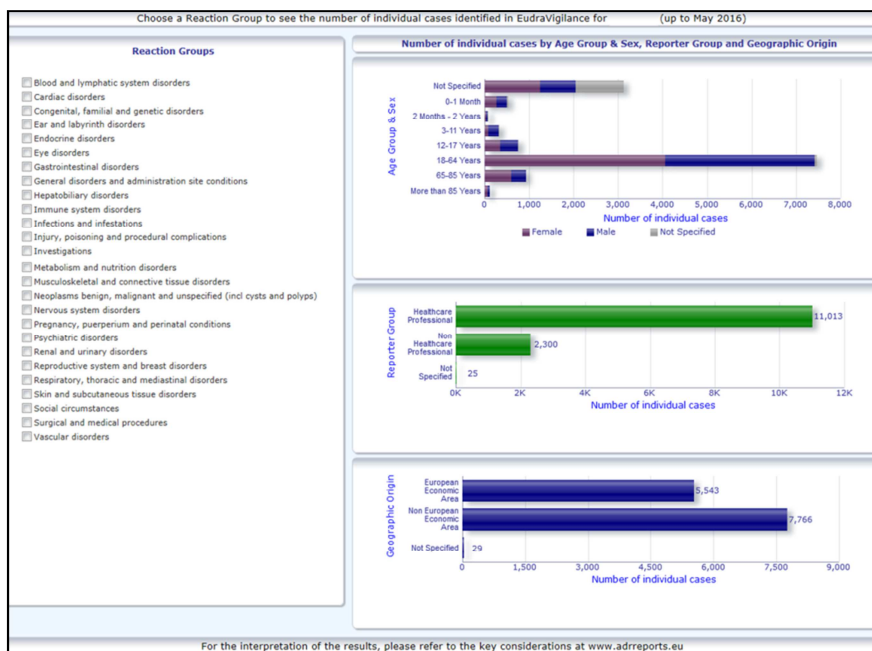 Choose a Reaction Group to see the number of individual cases identified in EudraVigilance for (up to May 2016)
Reaction Groups
Blood and lymphatic system disorders
Cardiac disorders
Congenital, familial and genetic disorders
Ear and labyrinth disorders
Endocrine disorders
Eye disorders
Gastrointestinal disorders
General disorders and administration site conditions
Hepatobiliary disorders
Immune system disorders
Infections and infestations
Injury, poisoning and procedural complications
Investigations
Metabolism and nutrition disorders
Musculoskeletal and connective tissue disorders
Neoplasms benign, malignant and unspecified (incl cysts and polyps)
Nervous system disorders
Pregnancy, puerperium and perinatal conditions
Psychiatric disorders
Renal and urinary disorders
Reproductive system and breast disorders
Respiratory, thoracic and mediastinal disorders
Skin and subcutaneous tissue disorders
Social circumstances
Surgical and medical procedures
Vascular disorders
Number of individual cases by Age Group & Sex, Reporter Group and Geographic Origin
Age Group & Sex
Not Specified
0-1 Month
2 Months - 2 Years
3-11 Years
12-17 Years
18-64 Years
65-85 Years
More than 85 Years
0 1,000 2,000 3,000 4,000 5,000 6,000 7,000 8,000
Number of individual cases
Female Male Not Specified
Reporter Group
Healthcare
Professional
11,013
Non
Healthcare
Professional
2,300
Not
Specified
25
0K 2K 4K 6K 8K 10K 12K
Number of individual cases
Geographic Origin
European
Economic
Area
5,543
Non European
Economic
Area
7,766
Not Specified
29
0 1,500 3,000 4,500 6,000 7,500 9,000
Number of individual cases
For the interpretation of the results, please refer to the key considerations at www.adrreports.eu